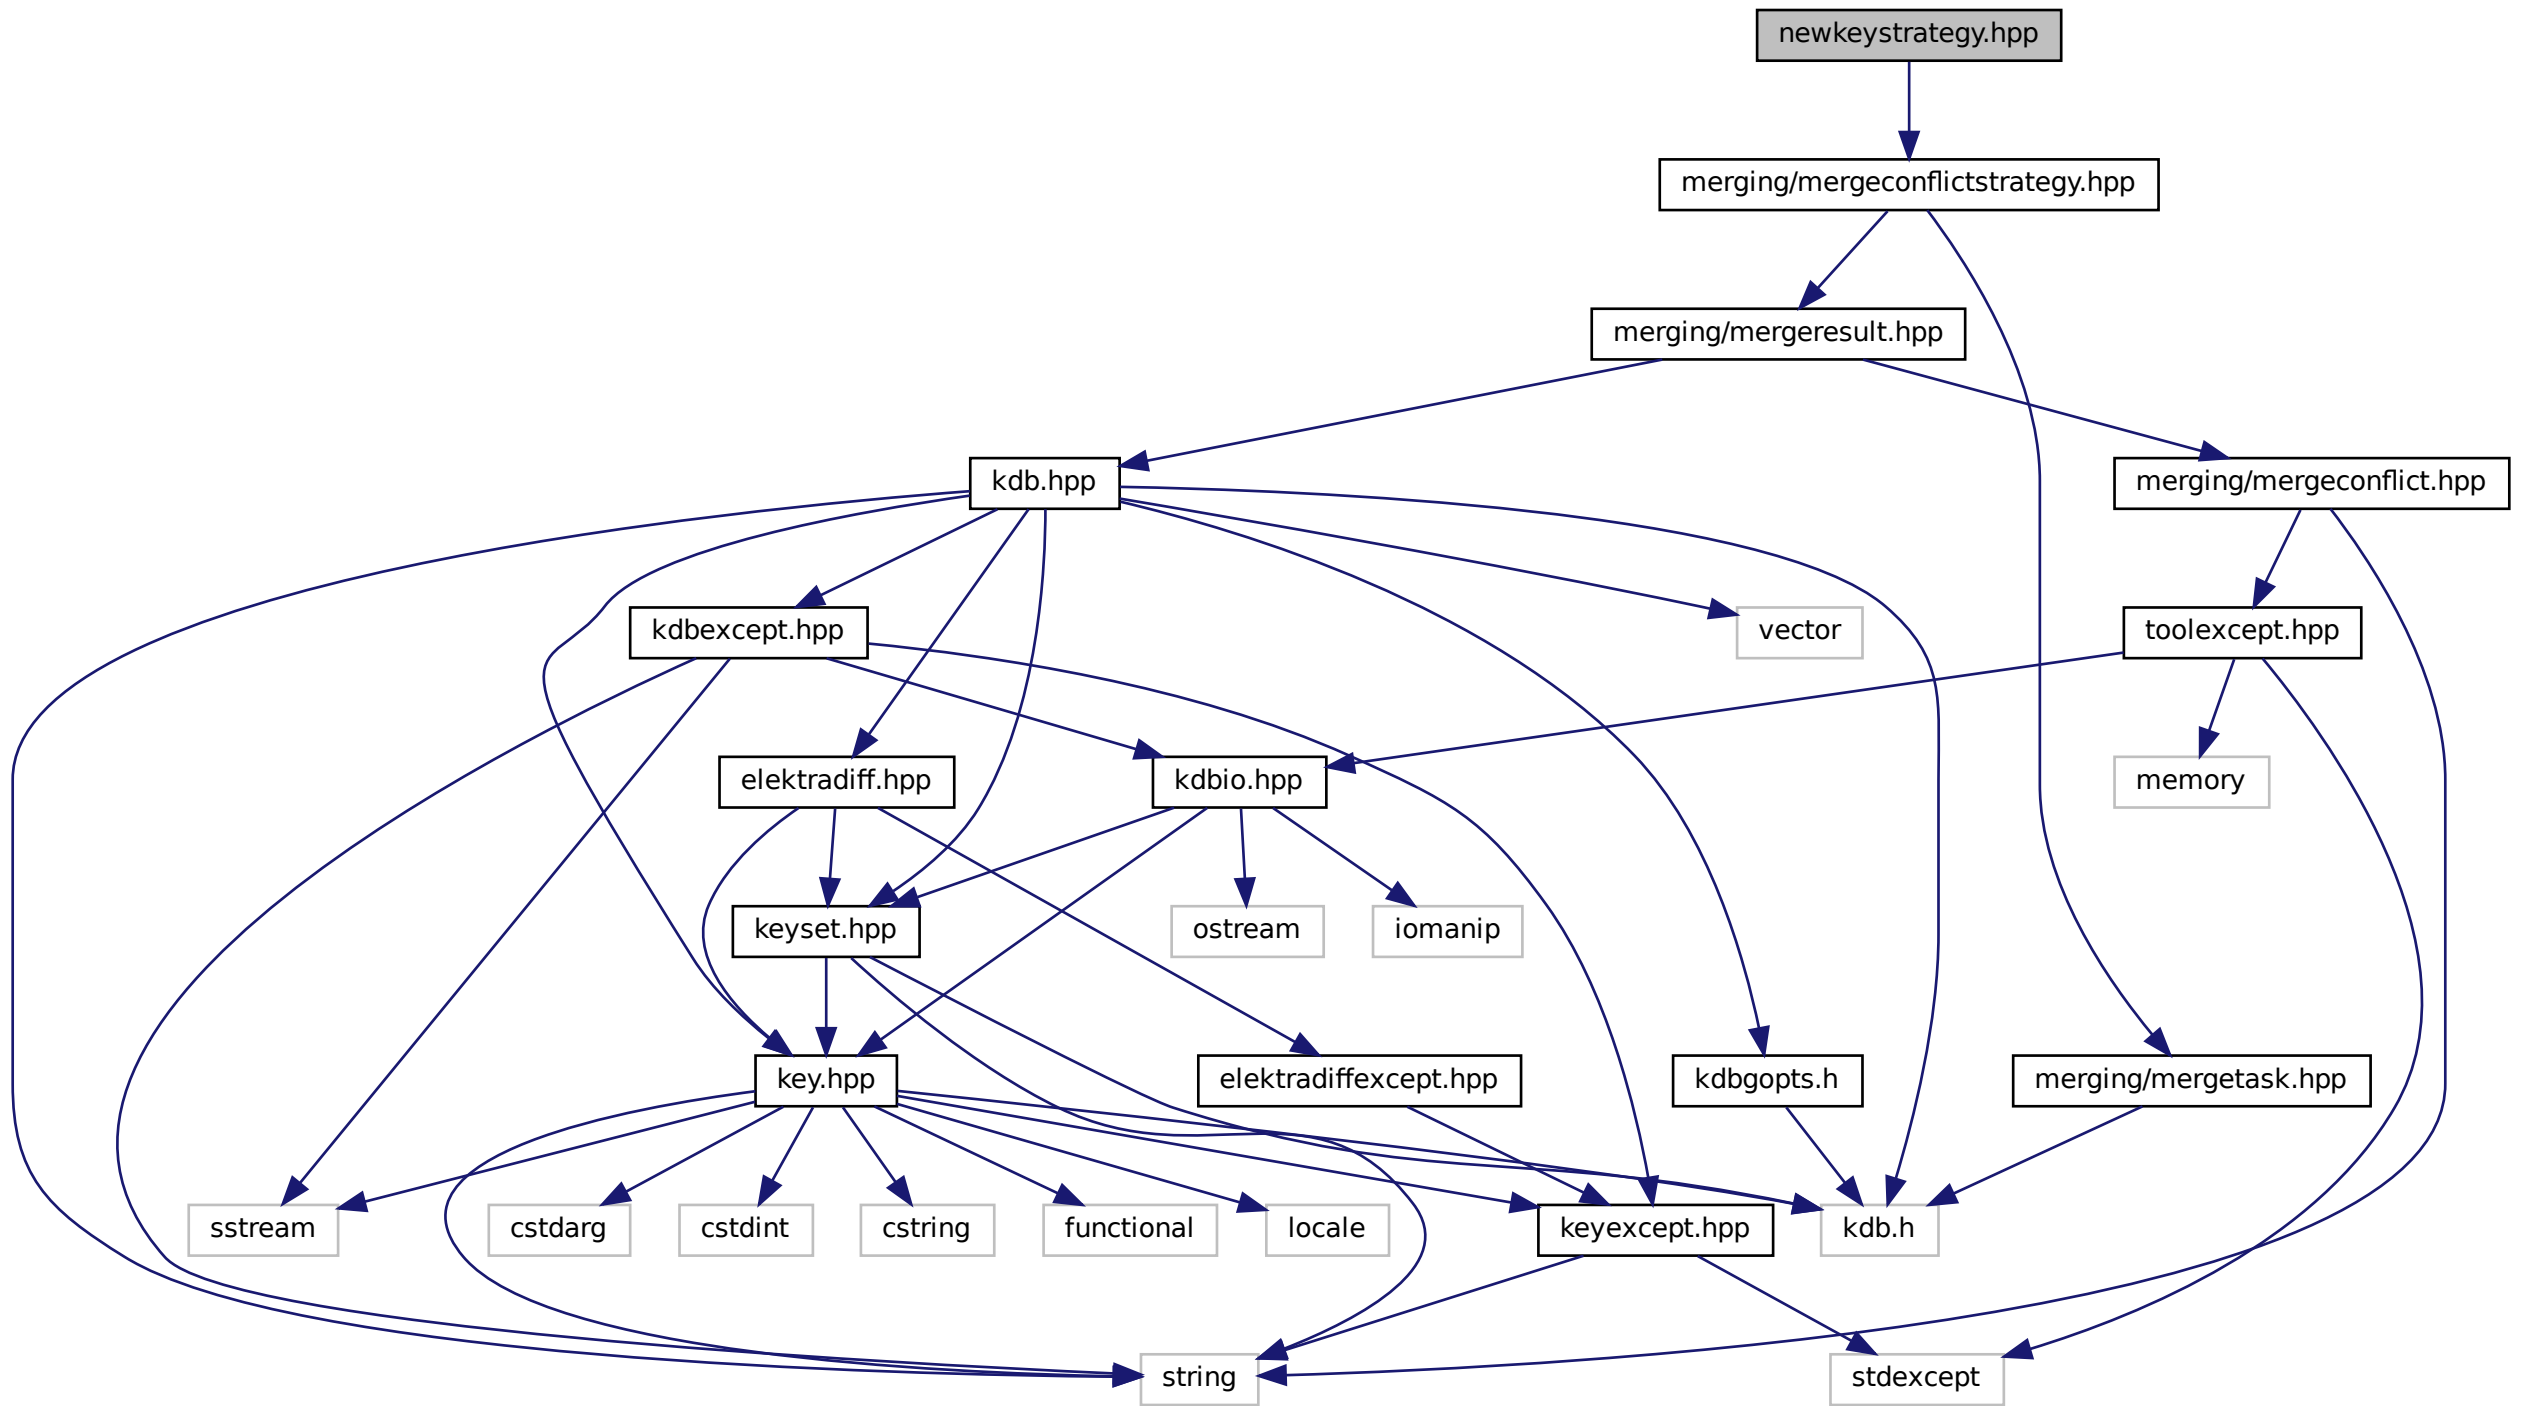 newkeystrategy.hpp
merging/mergeconflictstrategy.hpp
merging/mergeresult.hpp
kdb.hpp
merging/mergeconflict.hpp
kdbexcept.hpp
vector
toolexcept.hpp
elektradiff.hpp
kdbio.hpp
memory
keyset.hpp
ostream
iomanip
key.hpp
elektradiffexcept.hpp
kdbgopts.h
merging/mergetask.hpp
sstream
cstdarg
cstdint
cstring
functional
locale
keyexcept.hpp
kdb.h
string
stdexcept